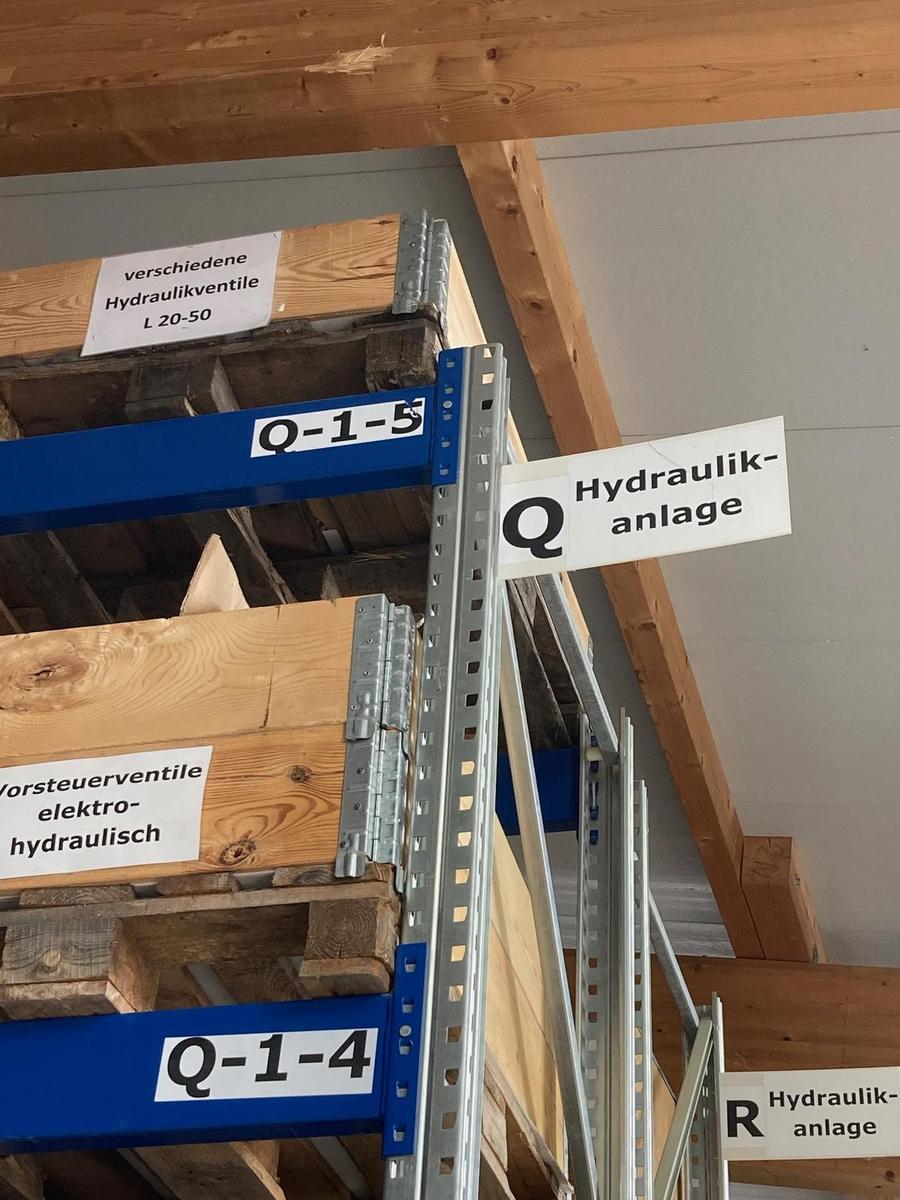 verschiedene
Hydraulikventile
L 20-50
Q-1-5
Q Hydraulik-
anlage
Vorsteuerventile
elektro-
hydraulisch
Q-1-4
R Hydraulik-
anlage